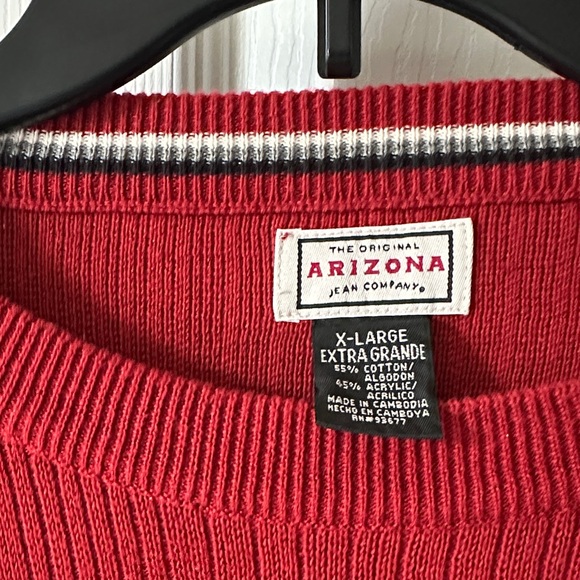 THE ORIGINAL
ARIZONA
JEAN COMPANY®
X-LARGE
EXTRA GRANDE
55% COTTON/
ALGODON
45% ACRYLIC/
ACRILICO
MADE IN CAMBODIA
HECHO EN CAMBOYA
RN#93677